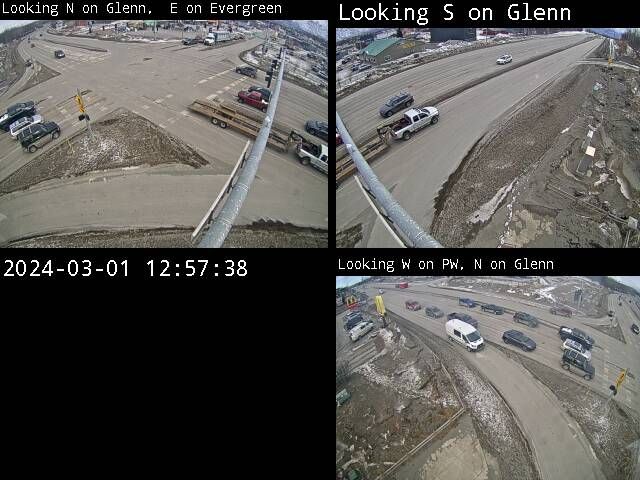 Looking N on Glenn,  E on Evergreen
Looking S on Glenn
2024-03-01 12:57:38
Looking W on PW, N on Glenn